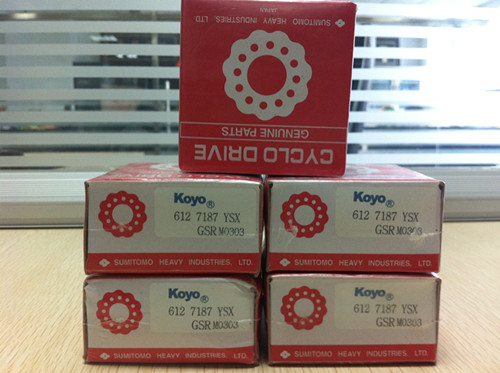 JAPAN
SUMITOMO HEAVY INDUSTRIES, LTD.
GENUINE PARTS
CYCLO DRIVE
Koyo®
612 7187 YSX
GSR M0303
SUMITOMO HEAVY INDUSTRIES, LTD.
Koyo®
612 7187 YSX
GSR M0303
SUMITOMO HEAVY INDUSTRIES, LTD.
Koyo®
612 7187 YSX
GSR M0303
SUMITOMO HEAVY INDUSTRIES, LTD.
Koyo®
612 7187 YSX
GSR M0303
SUMITOMO HEAVY INDUSTRIES, LTD.